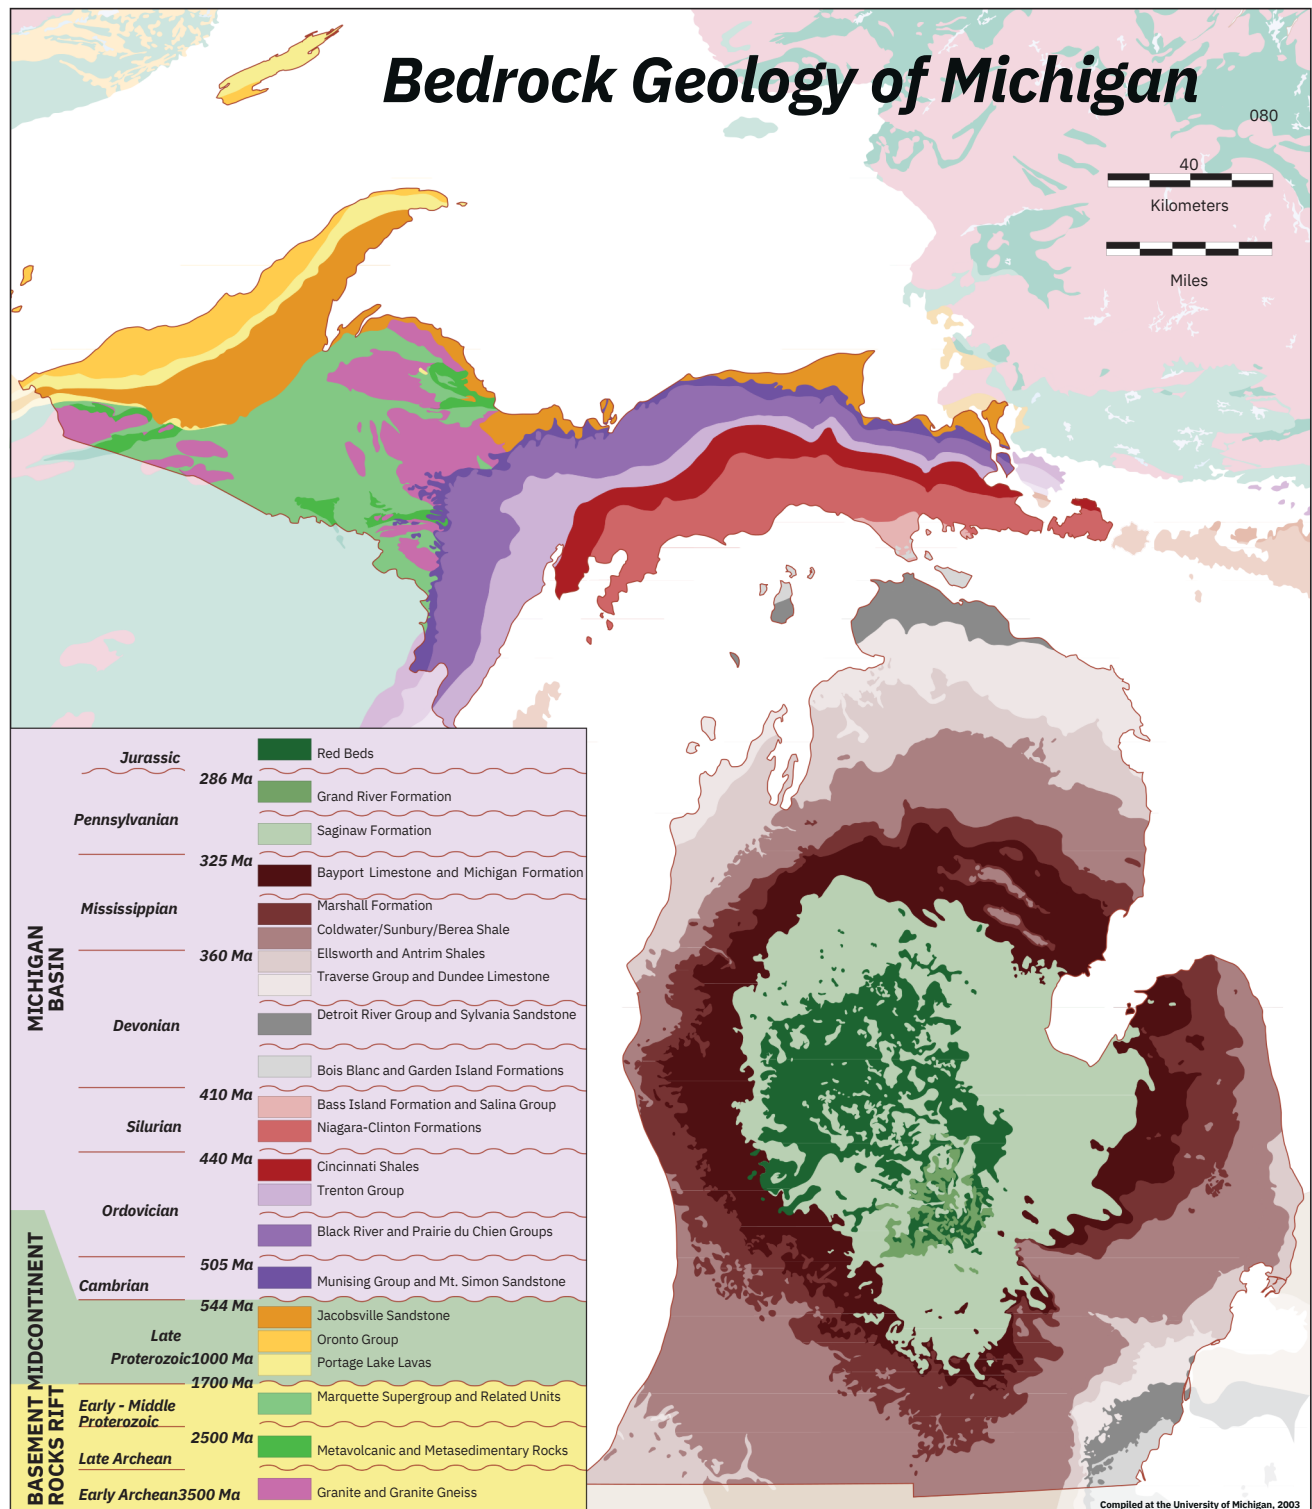 Bedrock Geology of Michigan
080
40
Kilometers
Miles
Jurassic
Red Beds
286 Ma
Grand River Formation
Pennsylvanian
Saginaw Formation
325 Ma
Bayport Limestone and Michigan Formation
Mississippian
Marshall Formation
Coldwater/Sunbury/Berea Shale
360 Ma
Ellsworth and Antrim Shales
Traverse Group and Dundee Limestone
Devonian
Detroit River Group and Sylvania Sandstone
Bois Blanc and Garden Island Formations
410 Ma
Bass Island Formation and Salina Group
Silurian
Niagara-Clinton Formations
440 Ma
Cincinnati Shales
Trenton Group
Ordovician
Black River and Prairie du Chien Groups
505 Ma
Cambrian
Munising Group and Mt. Simon Sandstone
544 Ma
Jacobsville Sandstone
Late
Proterozoic
Oronto Group
1000 Ma
Portage Lake Lavas
1700 Ma
Early - Middle
Proterozoic
Marquette Supergroup and Related Units
2500 Ma
Late Archean
Metavolcanic and Metasedimentary Rocks
Early Archean
3500 Ma
Granite and Granite Gneiss
MICHIGAN
BASIN
MIDCONTINENT
RIFT
BASEMENT
ROCKS
Compiled at the University of Michigan, 2003